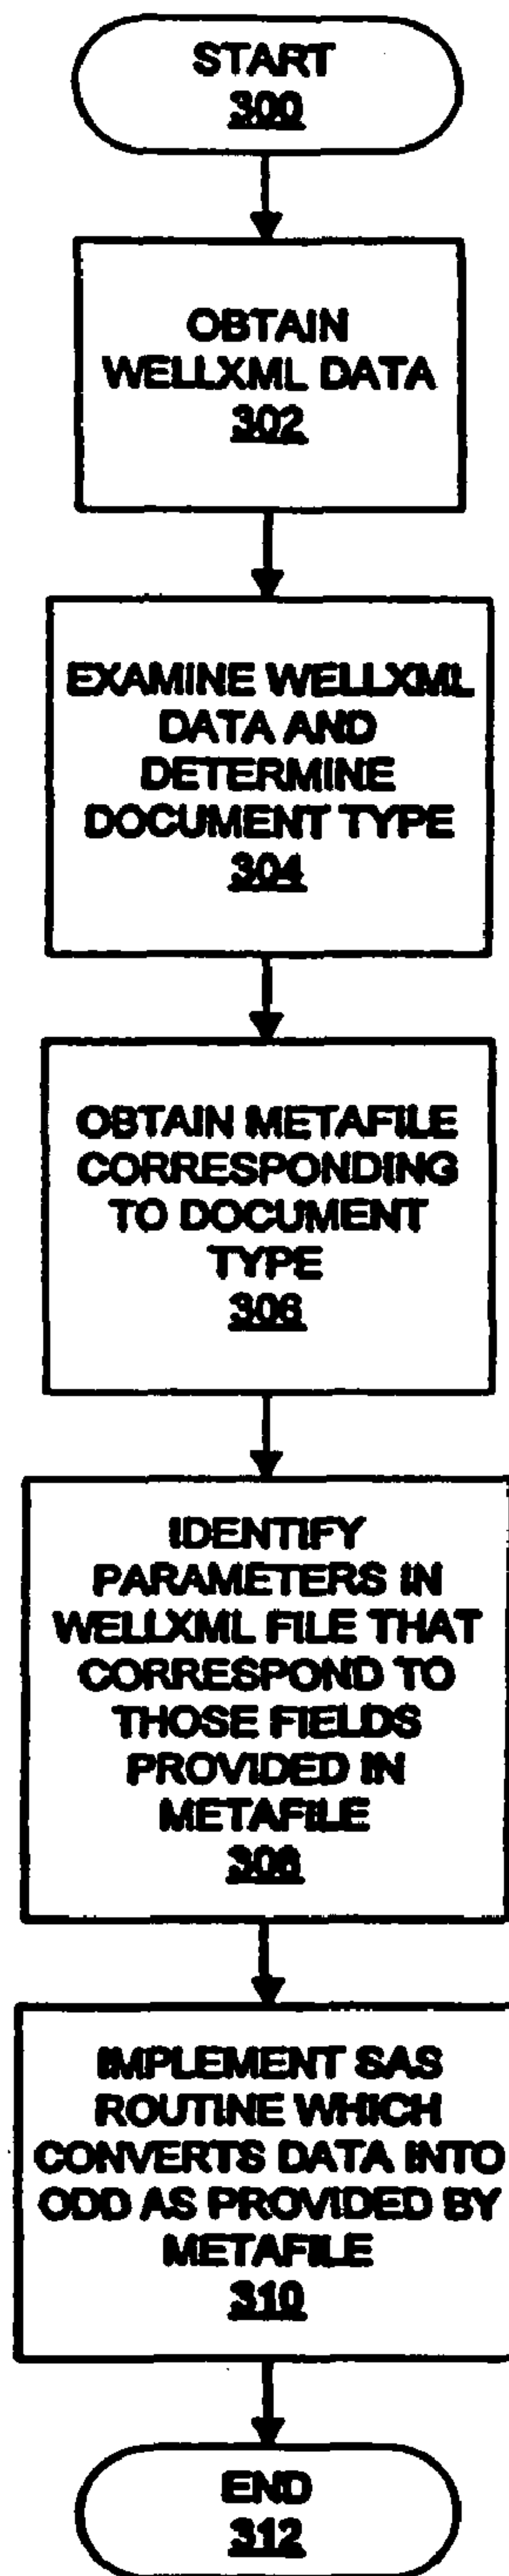 START
300
OBTAIN
WELLXML DATA
302
EXAMINE WELLXML
DATA AND
DETERMINE
DOCUMENT TYPE
304
OBTAIN METAFILE
CORRESPONDING
TO DOCUMENT
TYPE
306
IDENTIFY
PARAMETERS IN
WELLXML FILE THAT
CORRESPOND TO
THOSE FIELDS
PROVIDED IN
METAFILE
308
IMPLEMENT SAS
ROUTINE WHICH
CONVERTS DATA INTO
ODD AS PROVIDED BY
METAFILE
310
END
312